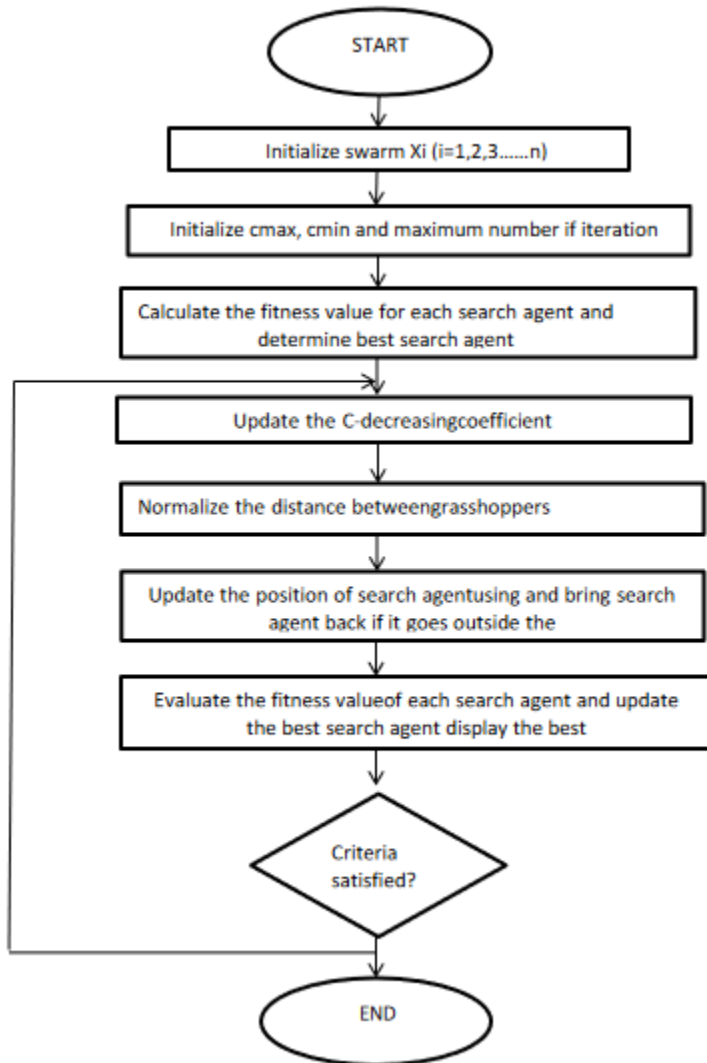 START
Initialize swarm Xi (i=1,2,3......n)
Initialize cmax, cmin and maximum number if iteration
Calculate the fitness value for each search agent and
determine best search agent
Update the C-decreasingcoefficient
Normalize the distance betweengrasshoppers
Update the position of search agentusing and bring search
agent back if it goes outside the
Evaluate the fitness valueof each search agent and update
the best search agent display the best
Criteria
satisfied?
END